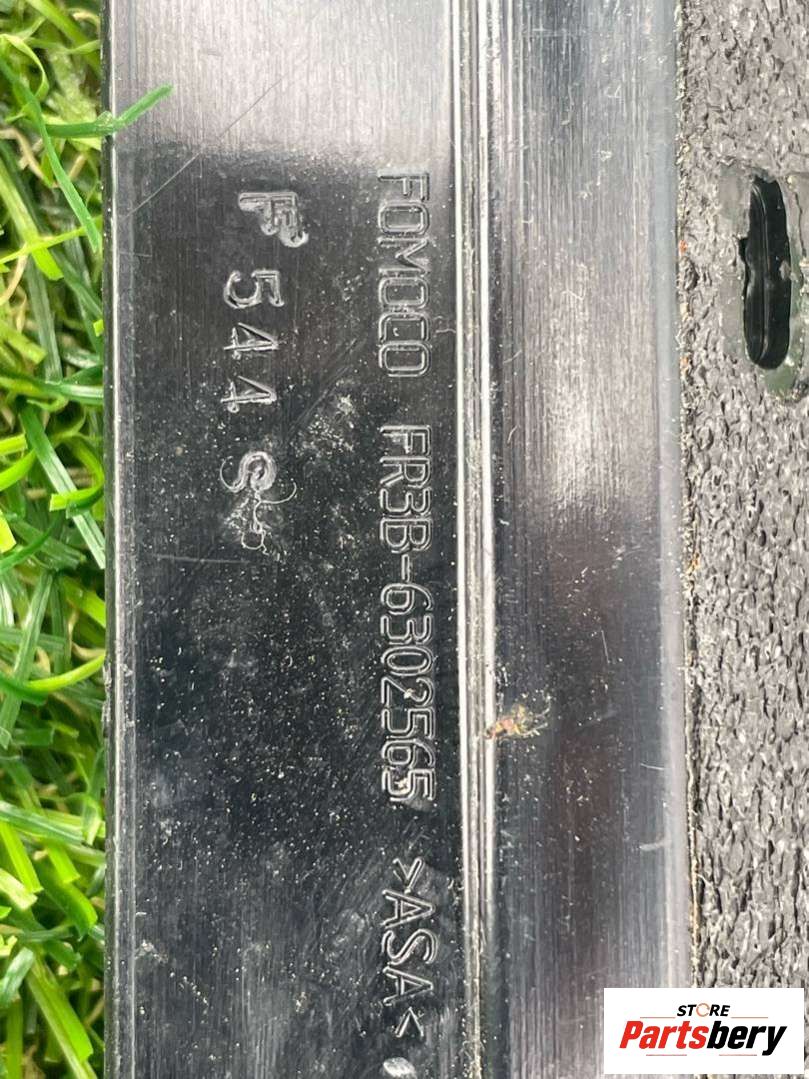 FOMOCO FR3B-6302565 >ASA<
544 S
STORE
Partsbery